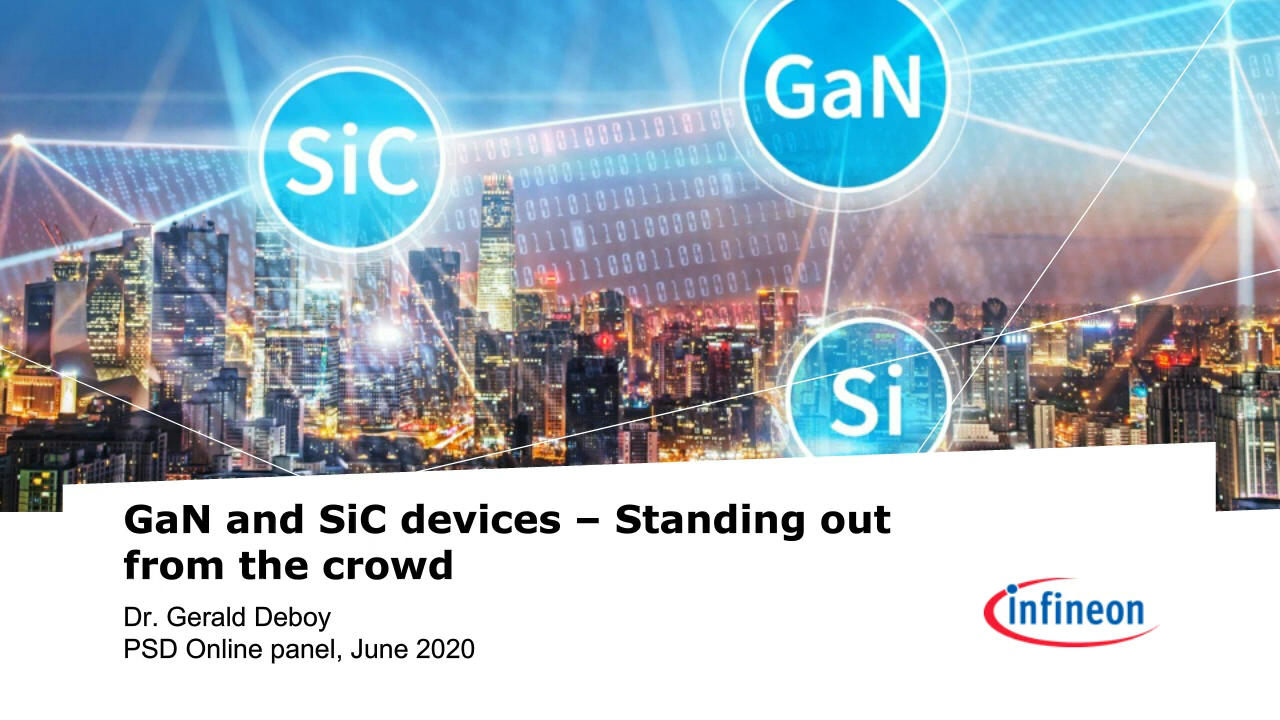 SiC
GaN
Si
GaN and SiC devices – Standing out
from the crowd
Dr. Gerald Deboy
PSD Online panel, June 2020
infineon